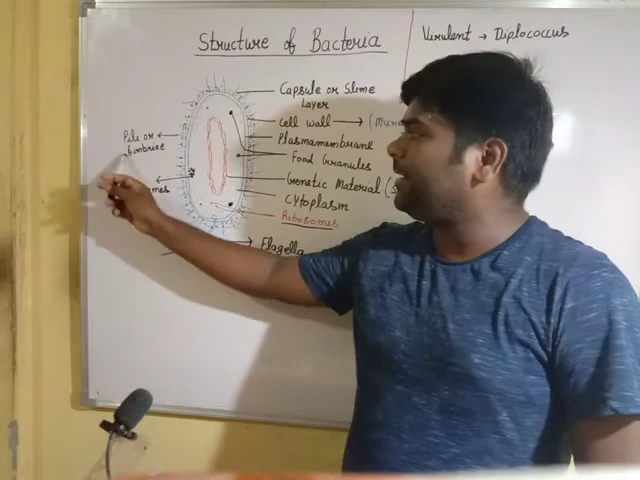 Structure of Bacteria
Virulent → Diplococcus
Capsule or Slime
Layer
Cell wall →
Plasmamembrane
Food Granules
Genetic Material
Cytoplasm
Ribosomes
Flagella
Pile or